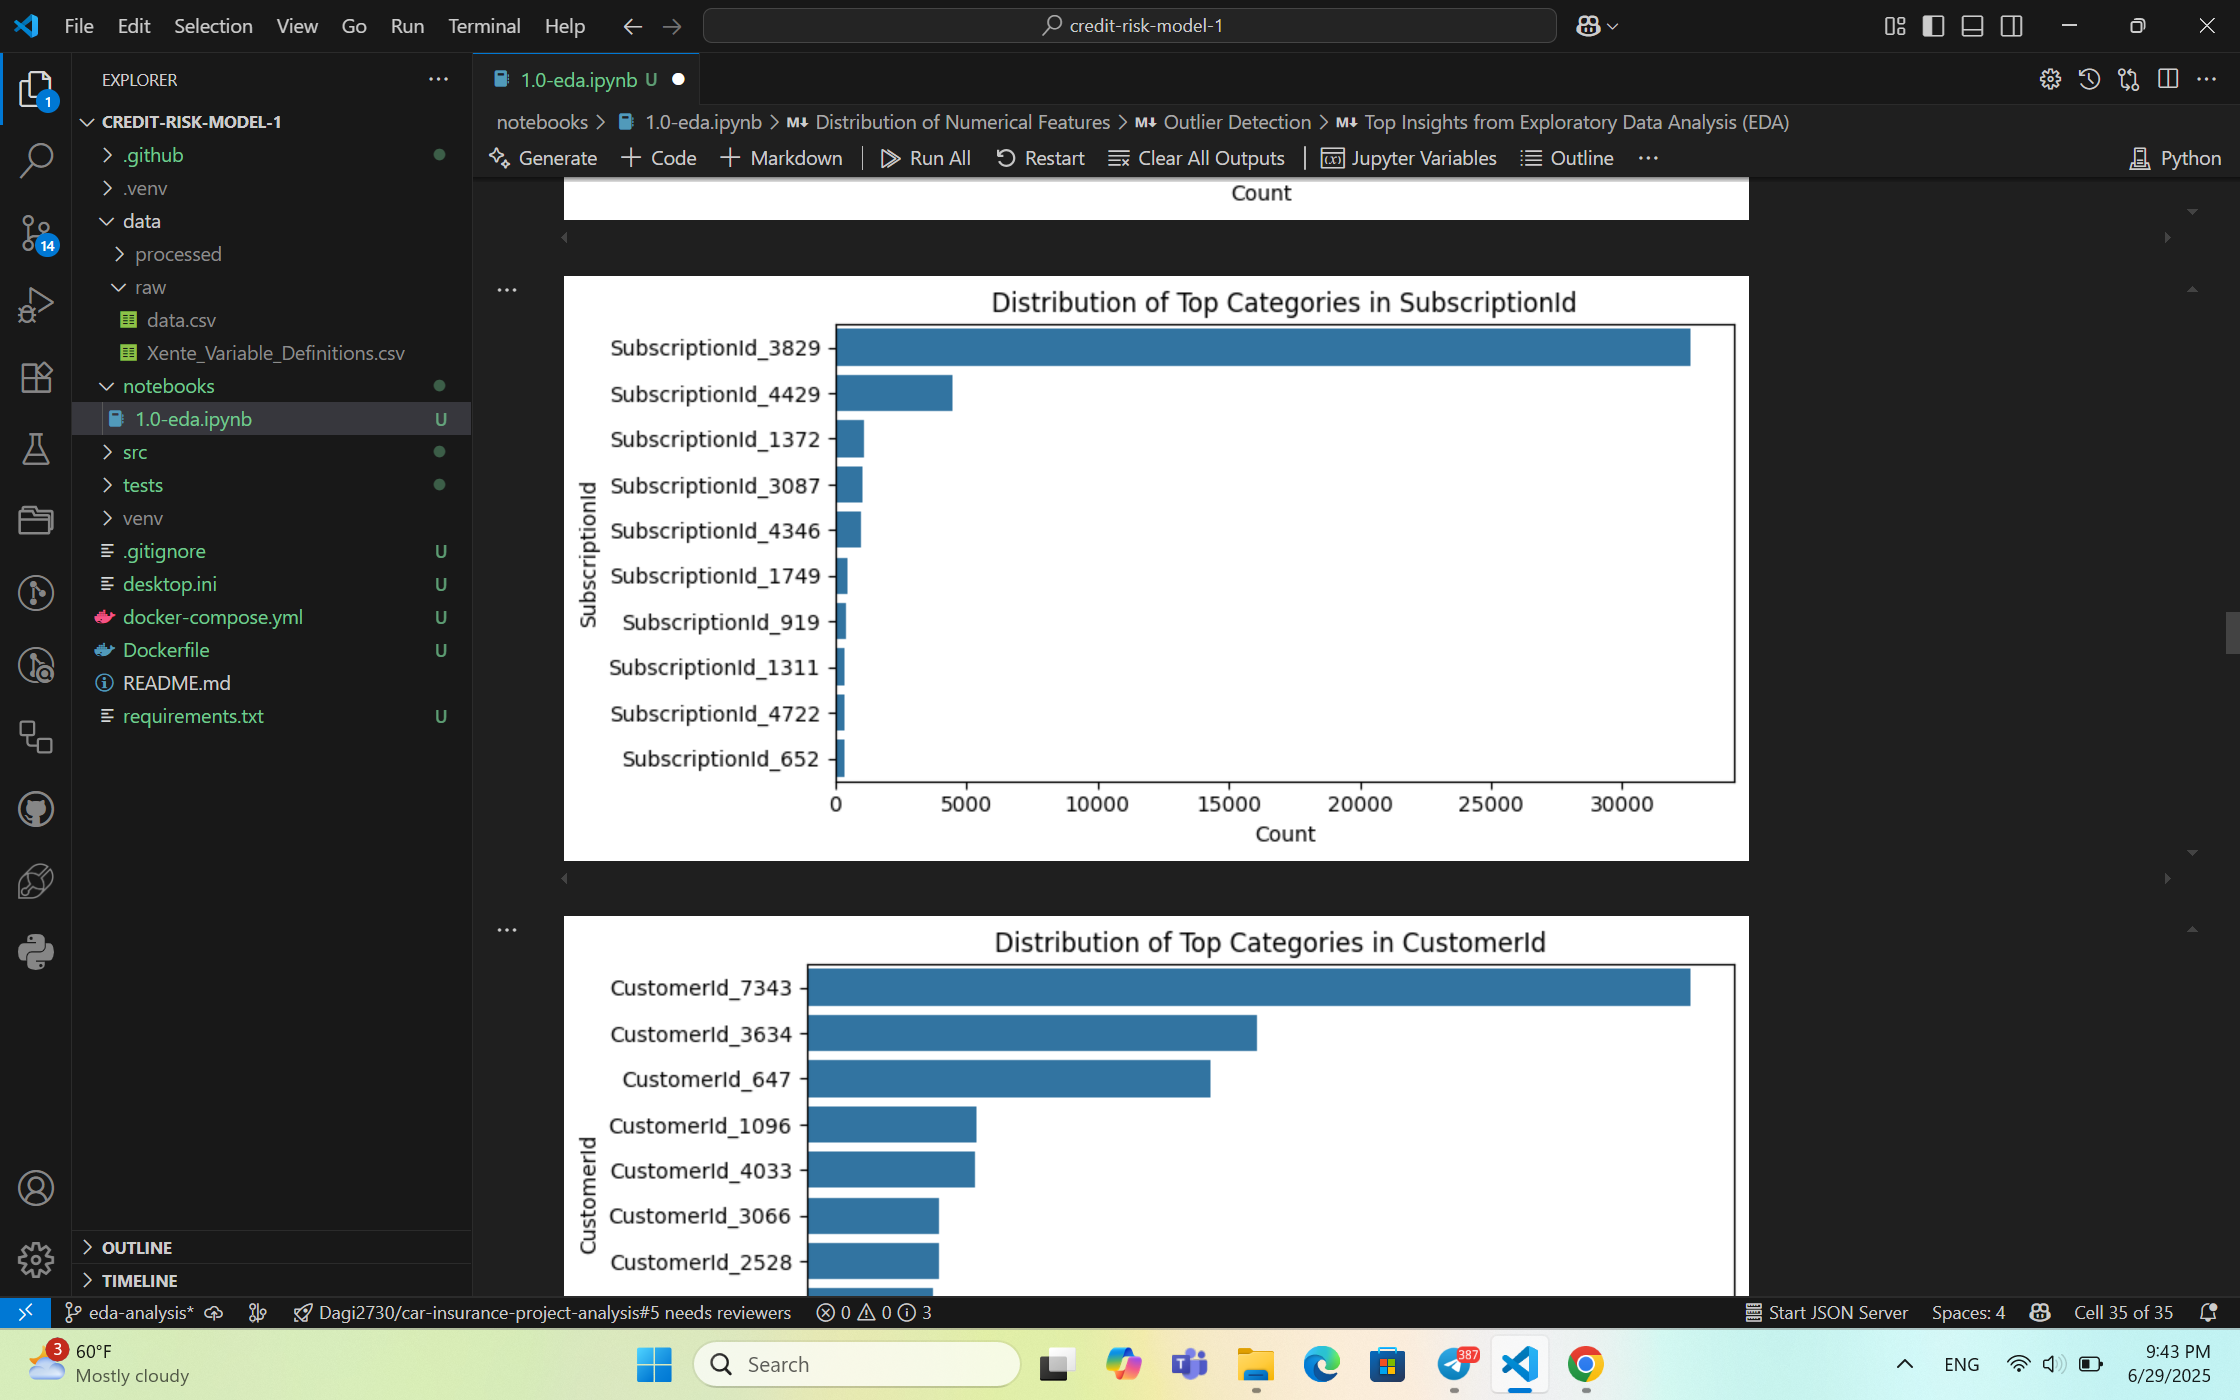 File Edit Selection View Go Run Terminal Help
credit-risk-model-1
EXPLORER
CREDIT-RISK-MODEL-1
.github
.venv
data
processed
raw
data.csv
Xente_Variable_Definitions.csv
notebooks
1.0-eda.ipynb U
src
tests
venv
.gitignore U
desktop.ini U
docker-compose.yml U
Dockerfile U
README.md
requirements.txt U
OUTLINE
TIMELINE
1
14
1.0-eda.ipynb U
notebooks > 1.0-eda.ipynb > M↓ Distribution of Numerical Features > M↓ Outlier Detection > M↓ Top Insights from Exploratory Data Analysis (EDA)
Generate + Code + Markdown | Run All Restart Clear All Outputs | Jupyter Variables Outline ... Python
Count
Distribution of Top Categories in SubscriptionId
SubscriptionId
SubscriptionId_3829
SubscriptionId_4429
SubscriptionId_1372
SubscriptionId_3087
SubscriptionId_4346
SubscriptionId_1749
SubscriptionId_919
SubscriptionId_1311
SubscriptionId_4722
SubscriptionId_652
0 5000 10000 15000 20000 25000 30000
Count
Distribution of Top Categories in CustomerId
CustomerId
CustomerId_7343
CustomerId_3634
CustomerId_647
CustomerId_1096
CustomerId_4033
CustomerId_3066
CustomerId_2528
eda-analysis* Dagi2730/car-insurance-project-analysis#5 needs reviewers 0 0 3 Start JSON Server Spaces: 4 Cell 35 of 35
3
60°F
Mostly cloudy
Search
387
ENG
9:43 PM
6/29/2025